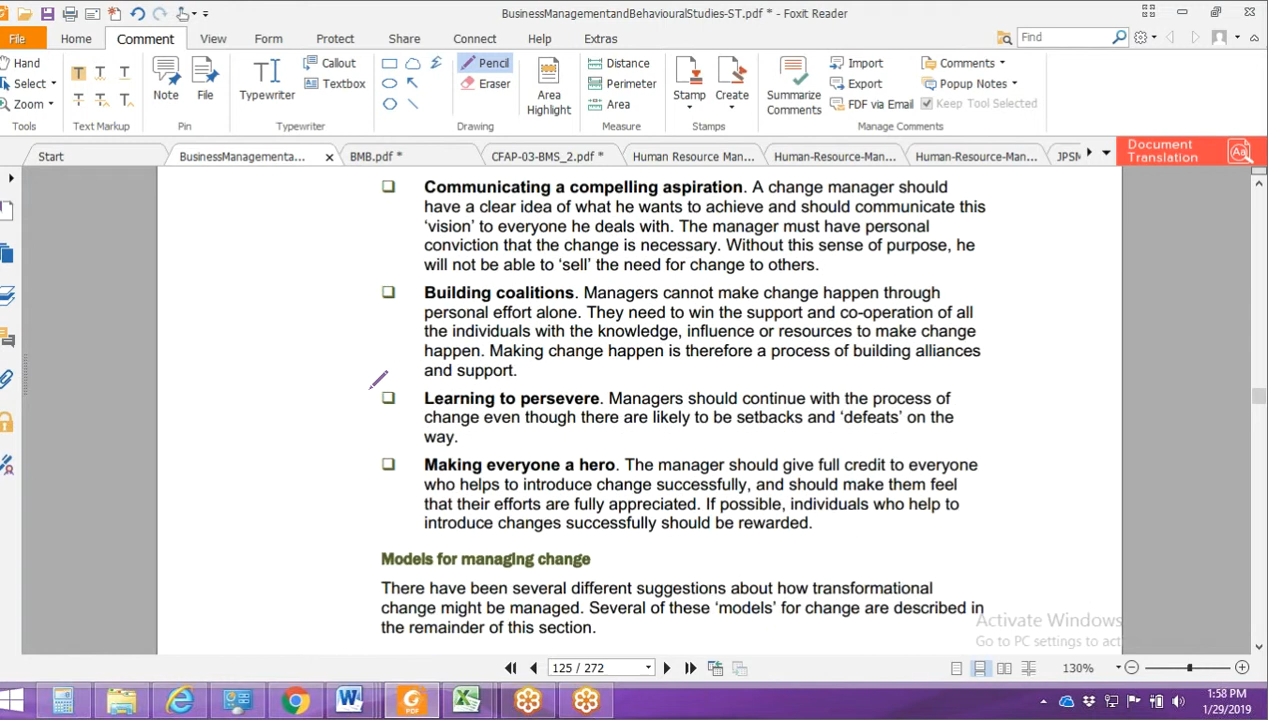 BusinessManagementandBehaviouralStudies-ST.pdf * - Foxit Reader
File Home Comment View Form Protect Share Connect Help Extras Find
Hand
Select
Zoom
Tools
Text Markup
Note File
Pin
Typewriter
Callout
Textbox
Typewriter
Pencil
Eraser
Area Highlight
Drawing
Distance
Perimeter
Area
Measure
Stamp Create
Stamps
Summarize Comments
Import
Export
FDF via Email
Comments
Popup Notes
Keep Tool Selected
Manage Comments
Start BusinessManagementa... BMB.pdf * CFAP-03-BMS_2.pdf * Human Resource Man... Human-Resource-Man... Human-Resource-Man... JPSM
Document Translation
Communicating a compelling aspiration. A change manager should
have a clear idea of what he wants to achieve and should communicate this
‘vision’ to everyone he deals with. The manager must have personal
conviction that the change is necessary. Without this sense of purpose, he
will not be able to ‘sell’ the need for change to others.
Building coalitions. Managers cannot make change happen through
personal effort alone. They need to win the support and co-operation of all
the individuals with the knowledge, influence or resources to make change
happen. Making change happen is therefore a process of building alliances
and support.
Learning to persevere. Managers should continue with the process of
change even though there are likely to be setbacks and ‘defeats’ on the
way.
Making everyone a hero. The manager should give full credit to everyone
who helps to introduce change successfully, and should make them feel
that their efforts are fully appreciated. If possible, individuals who help to
introduce changes successfully should be rewarded.
Models for managing change
There have been several different suggestions about how transformational
change might be managed. Several of these ‘models’ for change are described in
the remainder of this section.
Activate Windows
Go to PC settings to act
125 / 272
130%
1:58 PM
1/29/2019